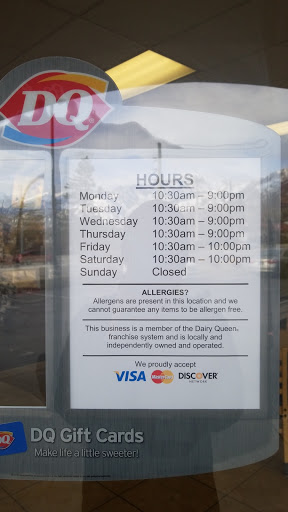 DQ
HOURS
Monday 10:30am – 9:00pm
Tuesday 10:30am – 9:00pm
Wednesday 10:30am – 9:00pm
Thursday 10:30am – 9:00pm
Friday 10:30am – 10:00pm
Saturday 10:30am – 10:00pm
Sunday Closed
ALLERGIES?
Allergens are present in this location and we
cannot guarantee any items to be allergen free.
This business is a member of the Dairy Queen®
franchise system and is locally and
independently owned and operated.
We proudly accept
VISA MasterCard DISCOVER
NETWORK
DQ DQ Gift Cards
Make life a little sweeter!